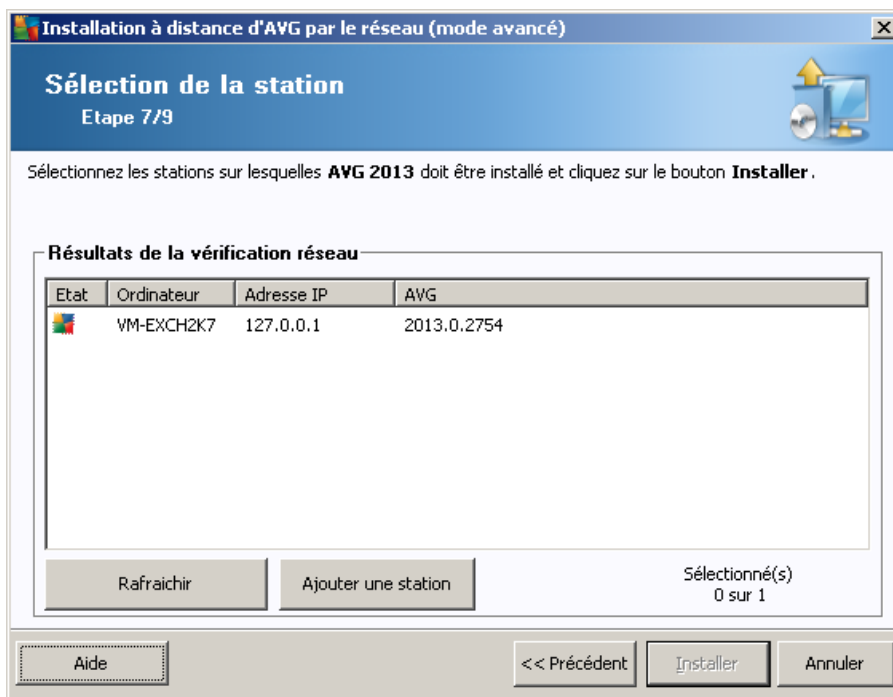 Installation à distance d'AVG par le réseau (mode avancé)
Sélection de la station
Etape 7/9
Sélectionnez les stations sur lesquelles AVG 2013 doit être installé et cliquez sur le bouton Installer.
Résultats de la vérification réseau
Etat Ordinateur Adresse IP AVG
VM-EXCH2K7 127.0.0.1 2013.0.2754
Rafraichir Ajouter une station Sélectionné(s)
0 sur 1
Aide << Précédent Installer Annuler